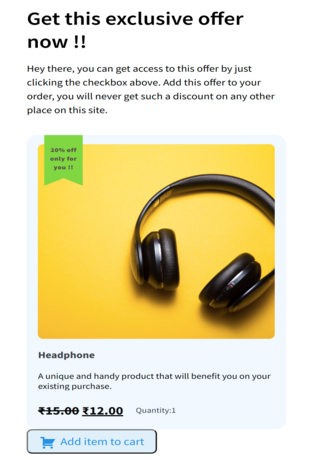 Get this exclusive offer
now !!
Hey there, you can get access to this offer by just
clicking the checkbox above. Add this offer to your
order, you will never get such a discount on any other
place on this site.
20% off
only for
you !!
Headphone
A unique and handy product that will benefit you on your
existing purchase.
₹15.00 ₹12.00 Quantity:1
Add item to cart